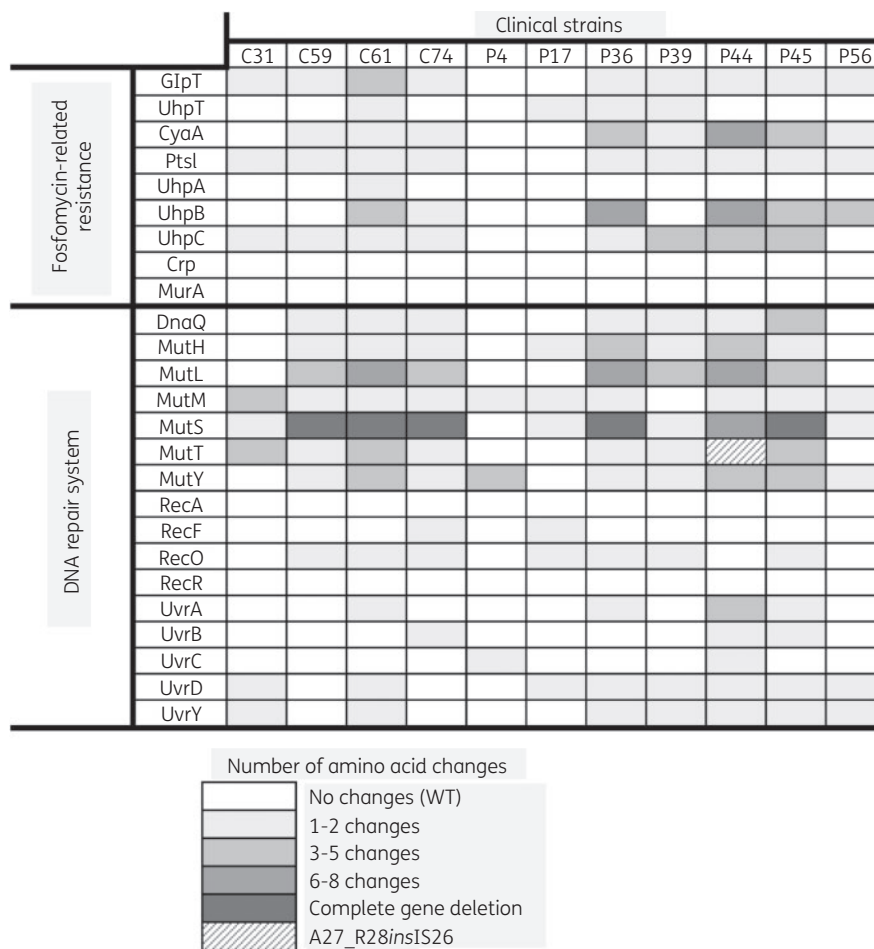 Clinical strains
C31 C59 C61 C74 P4 P17 P36 P39 P44 P45 P56
Fosfomycin-related
resistance
GlpT
UhpT
CyaA
PtsI
UhpA
UhpB
UhpC
Crp
MurA
DNA repair system
DnaQ
MutH
MutL
MutM
MutS
MutT
MutY
RecA
RecF
RecO
RecR
UvrA
UvrB
UvrC
UvrD
UvrY
Number of amino acid changes
No changes (WT)
1-2 changes
3-5 changes
6-8 changes
Complete gene deletion
A27_R28insIS26